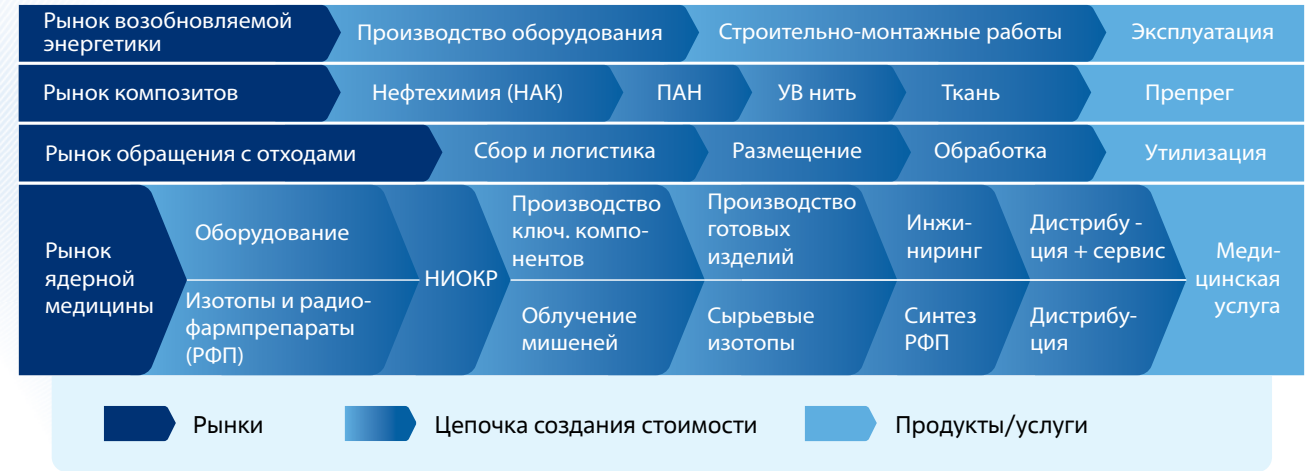 Рынок возобновляемой
энергетики
Производство оборудования
Строительно-монтажные работы
Эксплуатация
Рынок композитов
Нефтехимия (НАК)
ПАН
УВ нить
Ткань
Препрег
Рынок обращения с отходами
Сбор и логистика
Размещение
Обработка
Утилизация
Рынок
ядерной
медицины
Оборудование
Изотопы и радио-
фармпрепараты
(РФП)
НИОКР
Производство
ключ. компо-
нентов
Производство
готовых
изделий
Инжи-
ниринг
Дистрибу -
ция + сервис
Облучение
мишеней
Сырьевые
изотопы
Синтез
РФП
Дистрибу-
ция
Меди-
цинская
услуга
Рынки
Цепочка создания стоимости
Продукты/услуги